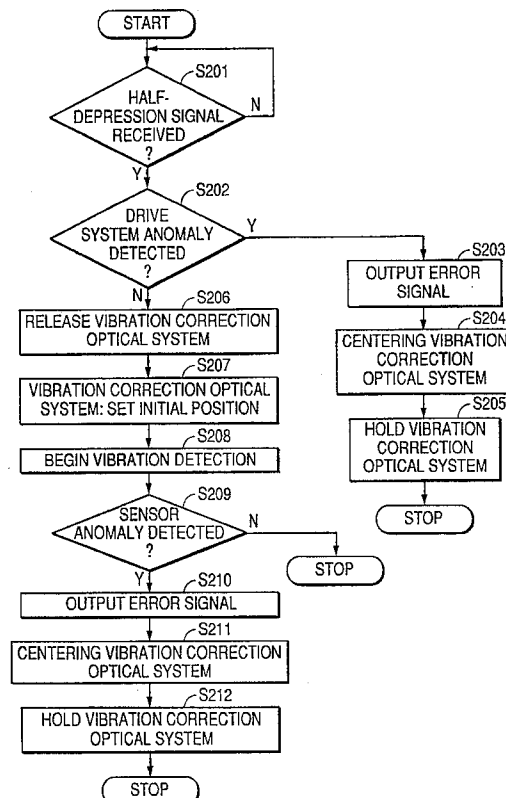 START
S201
HALF-
DEPRESSION SIGNAL
RECEIVED
?
N
Y
S202
DRIVE
SYSTEM ANOMALY
DETECTED
?
Y
N
S203
OUTPUT ERROR
SIGNAL
S204
CENTERING VIBRATION
CORRECTION
OPTICAL SYSTEM
S205
HOLD VIBRATION
CORRECTION
OPTICAL SYSTEM
STOP
S206
RELEASE VIBRATION CORRECTION
OPTICAL SYSTEM
S207
VIBRATION CORRECTION OPTICAL
SYSTEM: SET INITIAL POSITION
S208
BEGIN VIBRATION DETECTION
S209
SENSOR
ANOMALY DETECTED
?
N
STOP
Y
S210
OUTPUT ERROR SIGNAL
S211
CENTERING VIBRATION CORRECTION
OPTICAL SYSTEM
S212
HOLD VIBRATION CORRECTION
OPTICAL SYSTEM
STOP